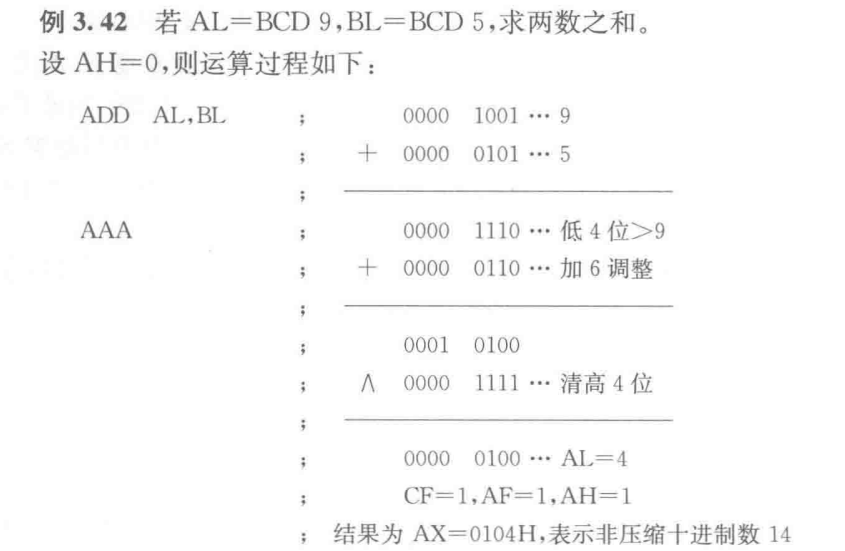 例 3.42 若 AL=BCD 9,BL=BCD 5,求两数之和。
设 AH=0,则运算过程如下:
ADD AL,BL ; 0000 1001 … 9
; + 0000 0101 … 5
;
AAA ; 0000 1110 … 低 4 位>9
; + 0000 0110 … 加 6 调整
;
; 0001 0100
; ∧ 0000 1111 … 清高 4 位
;
; 0000 0100 … AL=4
; CF=1,AF=1,AH=1
; 结果为 AX=0104H,表示非压缩十进制数 14